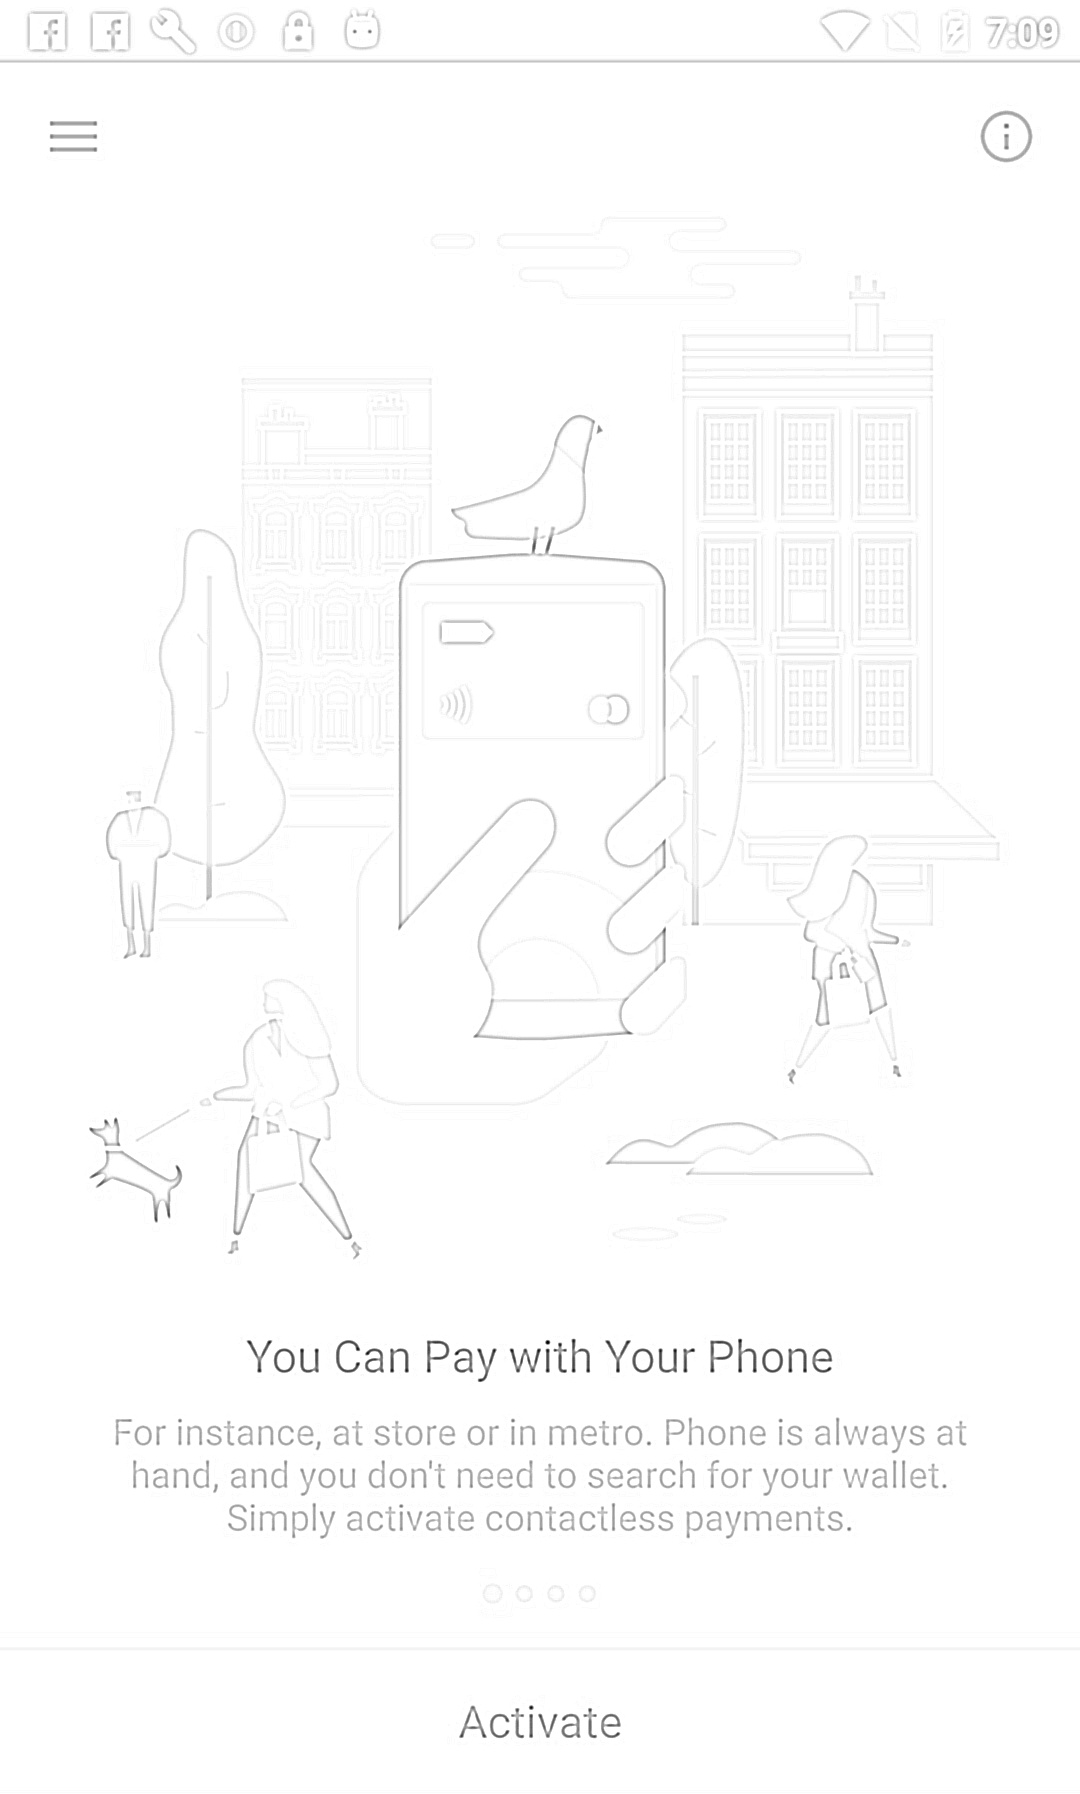 7:09
You Can Pay with Your Phone
For instance, at store or in metro. Phone is always at
hand, and you don't need to search for your wallet.
Simply activate contactless payments.
Activate